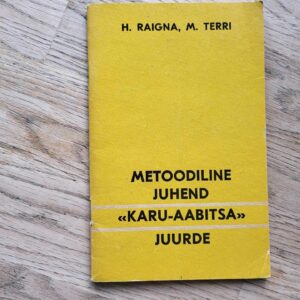 H. RAIGNA, M. TERRI
METOODILINE
JUHEND
«KARU-AABITSA»
JUURDE